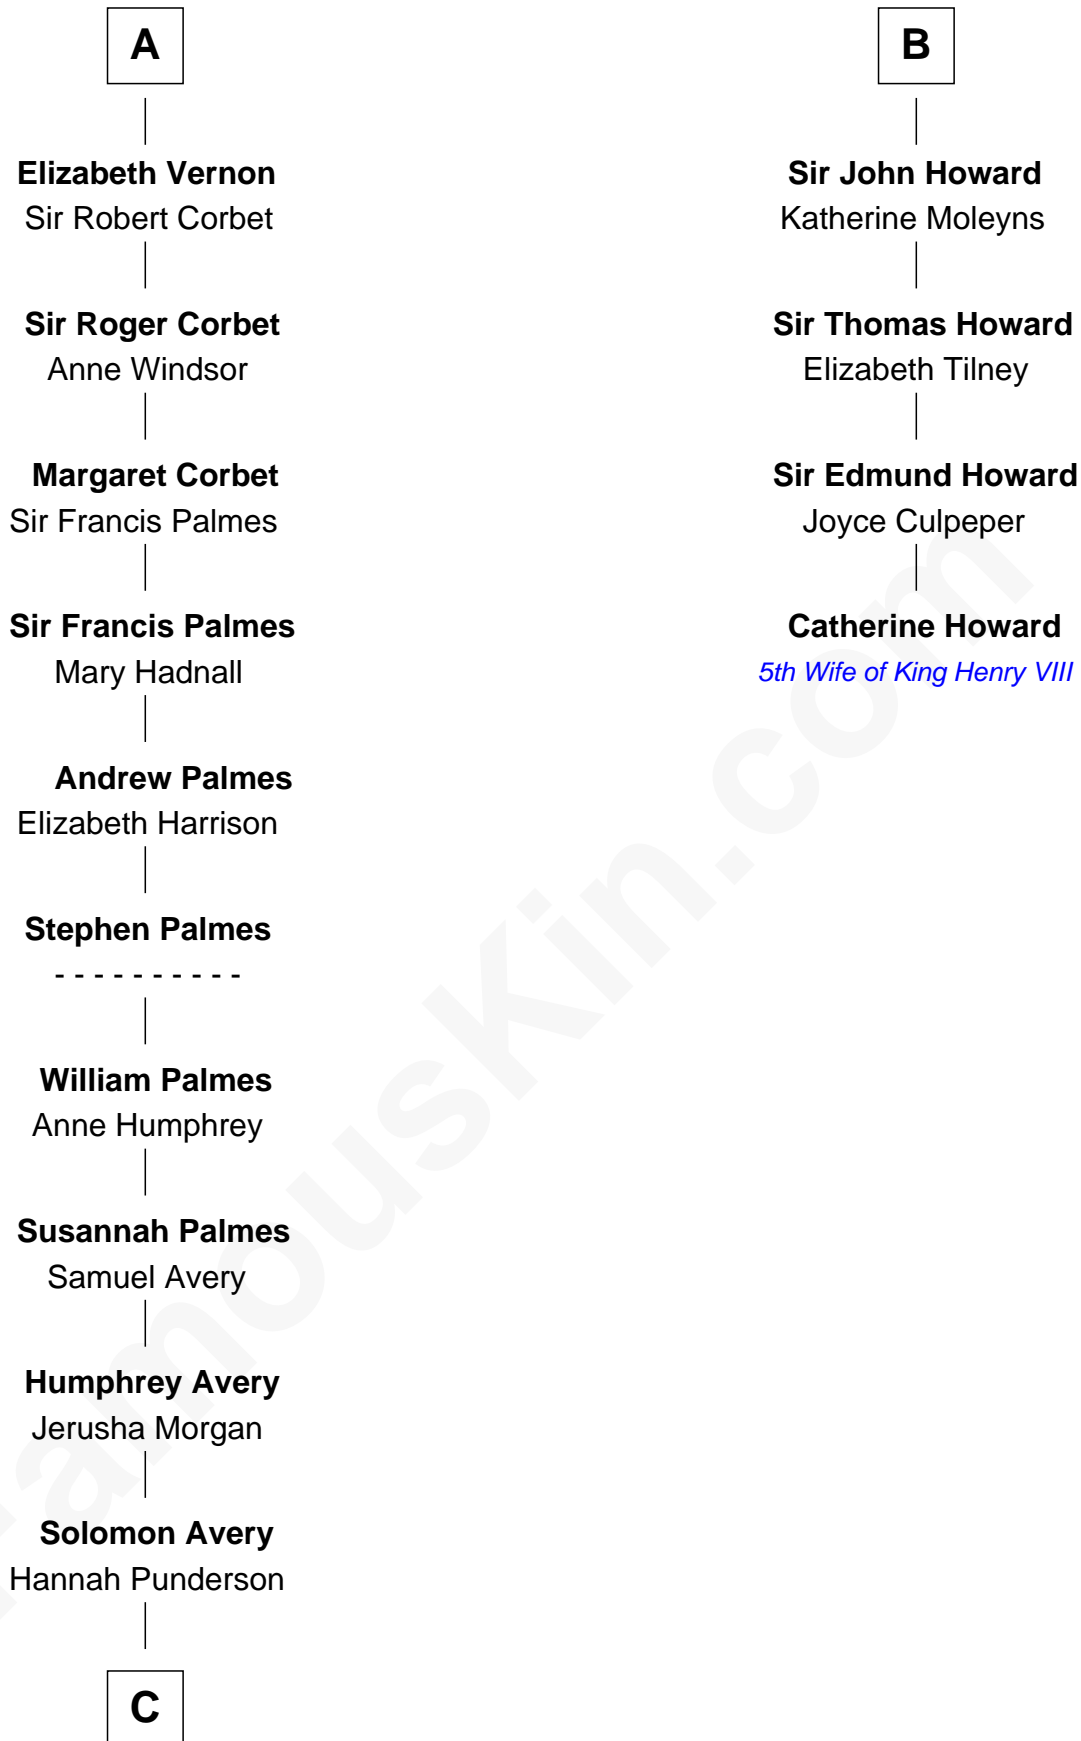 A
Elizabeth Vernon
Sir Robert Corbet
Sir Roger Corbet
Anne Windsor
Margaret Corbet
Sir Francis Palmes
Sir Francis Palmes
Mary Hadnall
Andrew Palmes
Elizabeth Harrison
Stephen Palmes
- - - - - - - - - -
William Palmes
Anne Humphrey
Susannah Palmes
Samuel Avery
Humphrey Avery
Jerusha Morgan
Solomon Avery
Hannah Punderson
C
B
Sir John Howard
Katherine Moleyns
Sir Thomas Howard
Elizabeth Tilney
Sir Edmund Howard
Joyce Culpeper
Catherine Howard
5th Wife of King Henry VIII
FamousKin.com